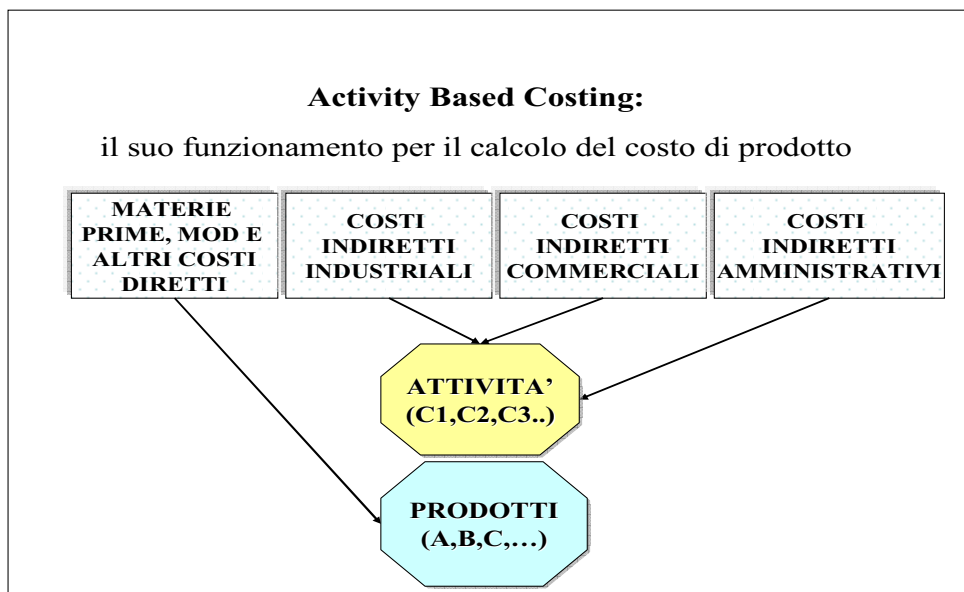 Activity Based Costing:
il suo funzionamento per il calcolo del costo di prodotto
MATERIE
PRIME, MOD E
ALTRI COSTI
DIRETTI
COSTI
INDIRETTI
INDUSTRIALI
COSTI
INDIRETTI
COMMERCIALI
COSTI
INDIRETTI
AMMINISTRATIVI
ATTIVITA’
(C1,C2,C3..)
PRODOTTI
(A,B,C,…)